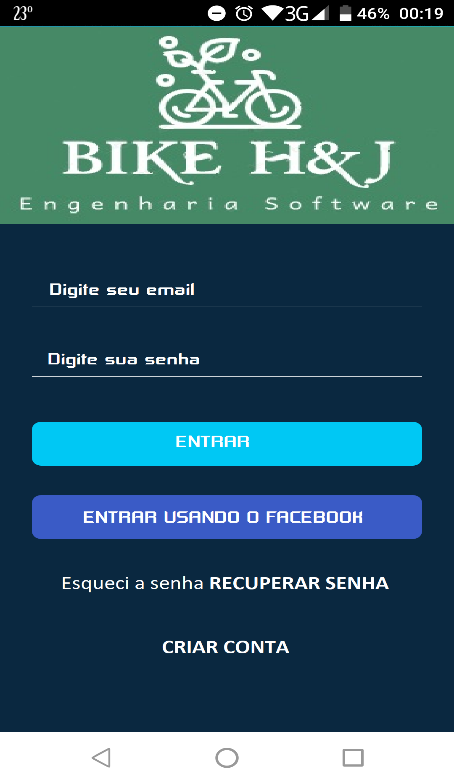 23º 3G 46% 00:19
BIKE H&J
Engenharia Software
Digite seu email
Digite sua senha
ENTRAR
ENTRAR USANDO O FACEBOOK
Esqueci a senha RECUPERAR SENHA
CRIAR CONTA